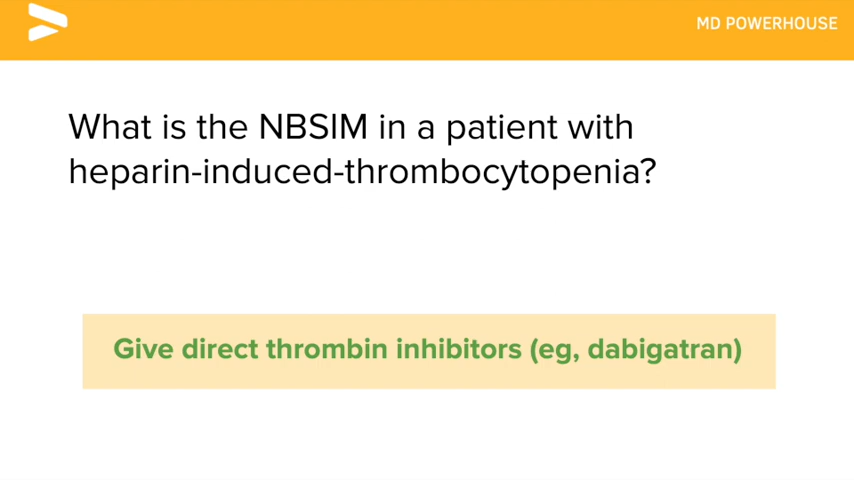 MD POWERHOUSE
What is the NBSIM in a patient with
heparin-induced-thrombocytopenia?
Give direct thrombin inhibitors (eg, dabigatran)